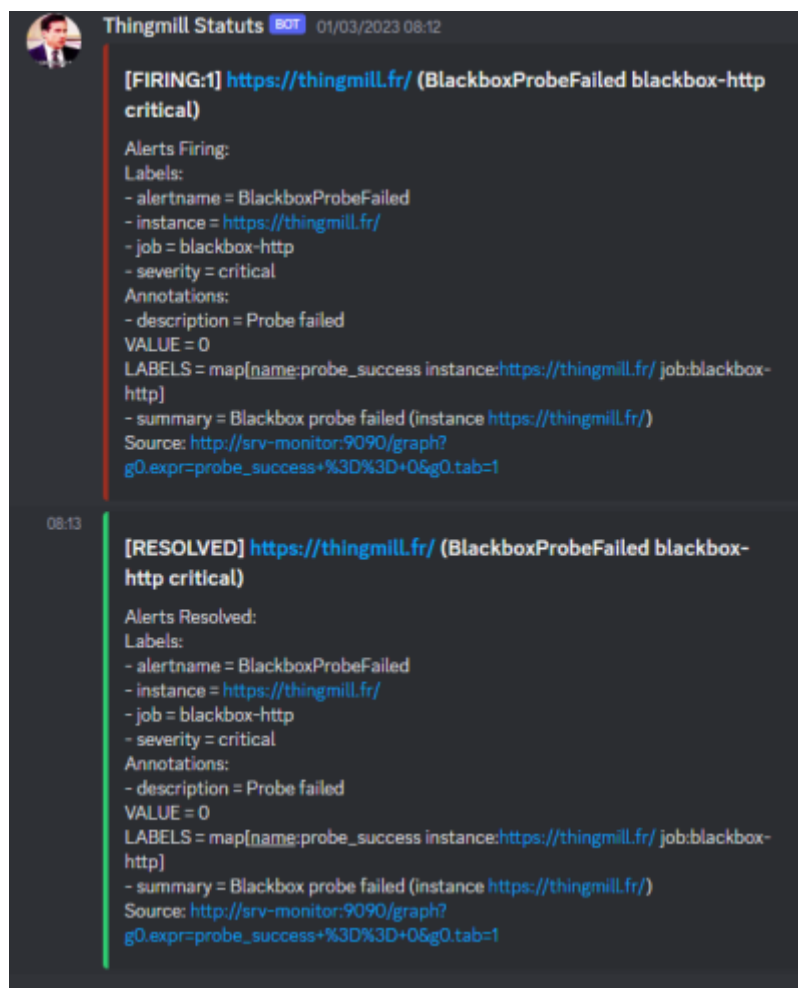 Thingmill Statuts BOT 01/03/2023 08:12
[FIRING:1] https://thingmill.fr/ (BlackboxProbeFailed blackbox-http
critical)
Alerts Firing:
Labels:
- alertname = BlackboxProbeFailed
- instance = https://thingmill.fr/
- job = blackbox-http
- severity = critical
Annotations:
- description = Probe failed
VALUE = 0
LABELS = map[name:probe_success instance:https://thingmill.fr/ job:blackbox-
http]
- summary = Blackbox probe failed (instance https://thingmill.fr/)
Source: http://srv-monitor:9090/graph?
g0.expr=probe_success+%3D%3D+0&g0.tab=1
08:13
[RESOLVED] https://thingmill.fr/ (BlackboxProbeFailed blackbox-
http critical)
Alerts Resolved:
Labels:
- alertname = BlackboxProbeFailed
- instance = https://thingmill.fr/
- job = blackbox-http
- severity = critical
Annotations:
- description = Probe failed
VALUE = 0
LABELS = map[name:probe_success instance:https://thingmill.fr/ job:blackbox-
http]
- summary = Blackbox probe failed (instance https://thingmill.fr/)
Source: http://srv-monitor:9090/graph?
g0.expr=probe_success+%3D%3D+0&g0.tab=1